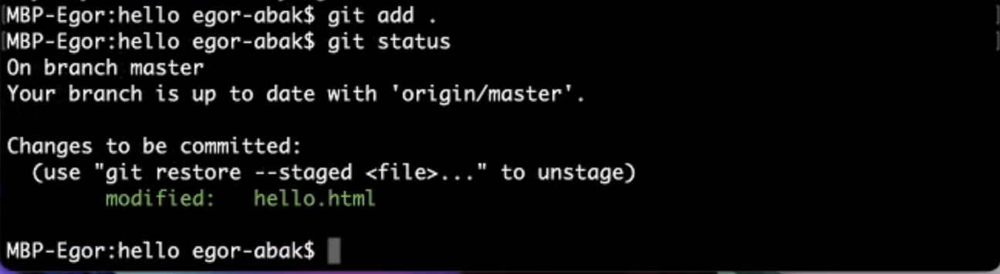 MBP-Egor:hello egor-abak$ git add .
MBP-Egor:hello egor-abak$ git status
On branch master
Your branch is up to date with 'origin/master'.
Changes to be committed:
(use "git restore --staged <file>..." to unstage)
modified: hello.html
MBP-Egor:hello egor-abak$